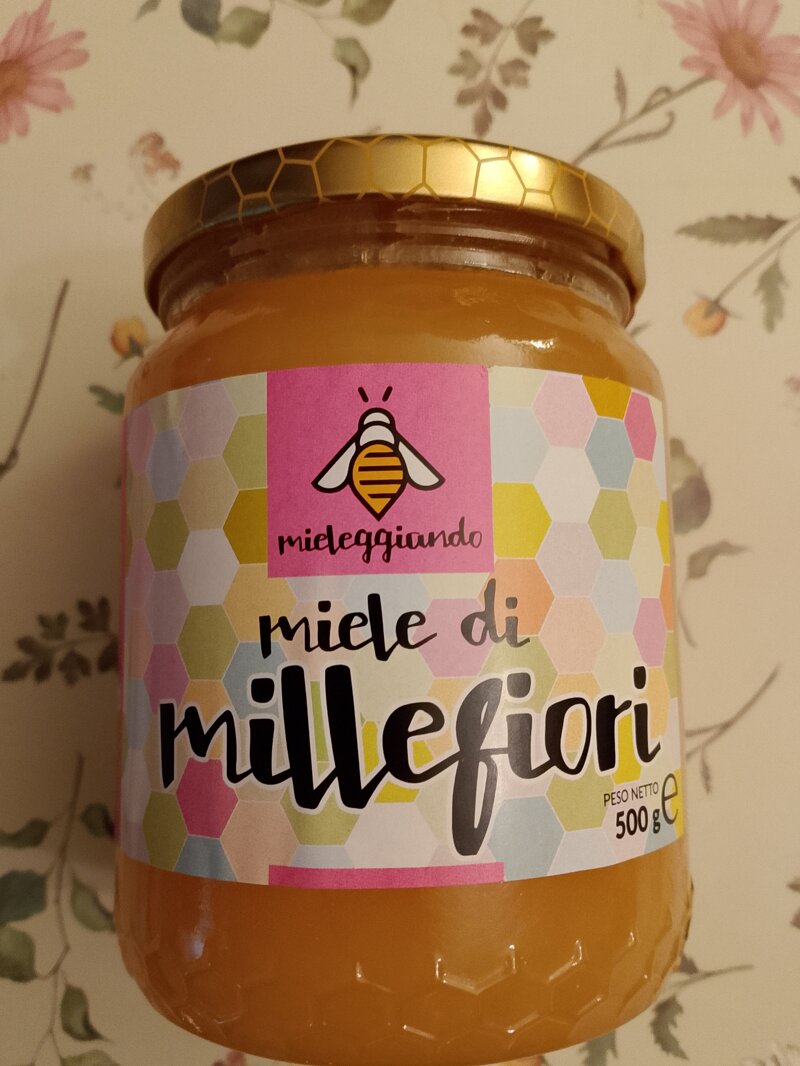 mieleggiando
miele di
millefiori
PESO NETTO
500 g e